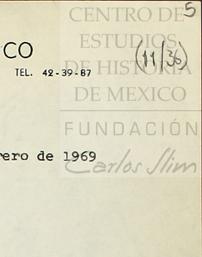 5
CENTRO DE
ESTUDIOS
DE HISTORIA
DE MEXICO
FUNDACIÓN
Carlos Slim
CO
(11/36)
TEL. 42-39-87
rero de 1969